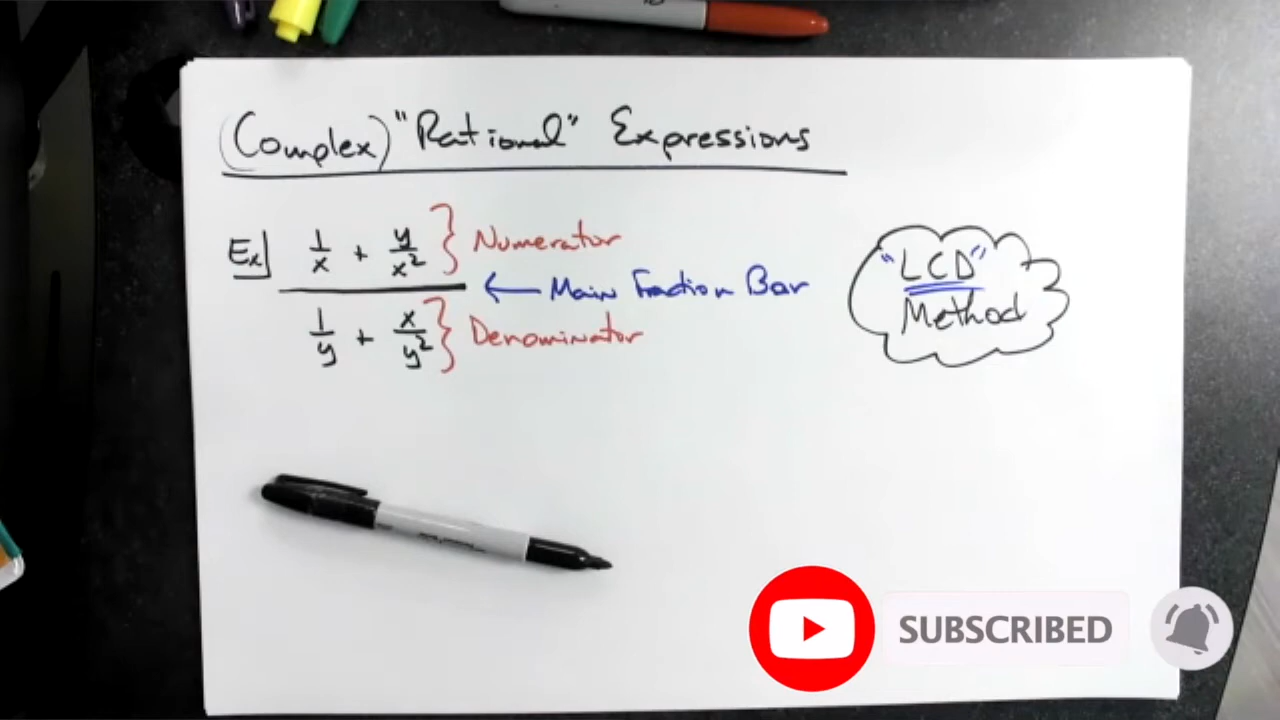 (Complex) "Rational" Expressions
Ex] 1/x + y/x² } Numerator
← Main Fraction Bar
1/y + x/y² } Denominator
"LCD"
Method
SUBSCRIBED